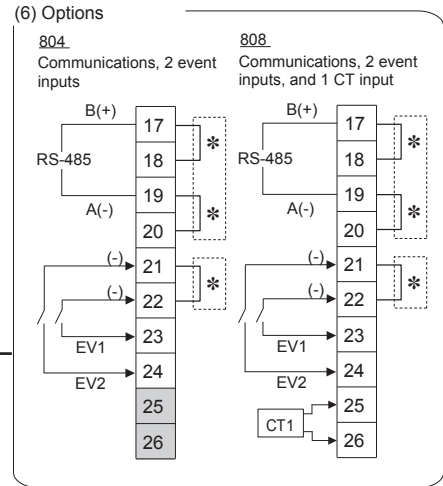 (6) Options
804
Communications, 2 event
inputs
B(+)
RS-485
A(-)
(-)
(-)
EV1
EV2
17
18
19
20
21
22
23
24
25
26
*
*
*
808
Communications, 2 event
inputs, and 1 CT input
B(+)
RS-485
A(-)
(-)
(-)
EV1
EV2
CT1
17
18
19
20
21
22
23
24
25
26
*
*
*